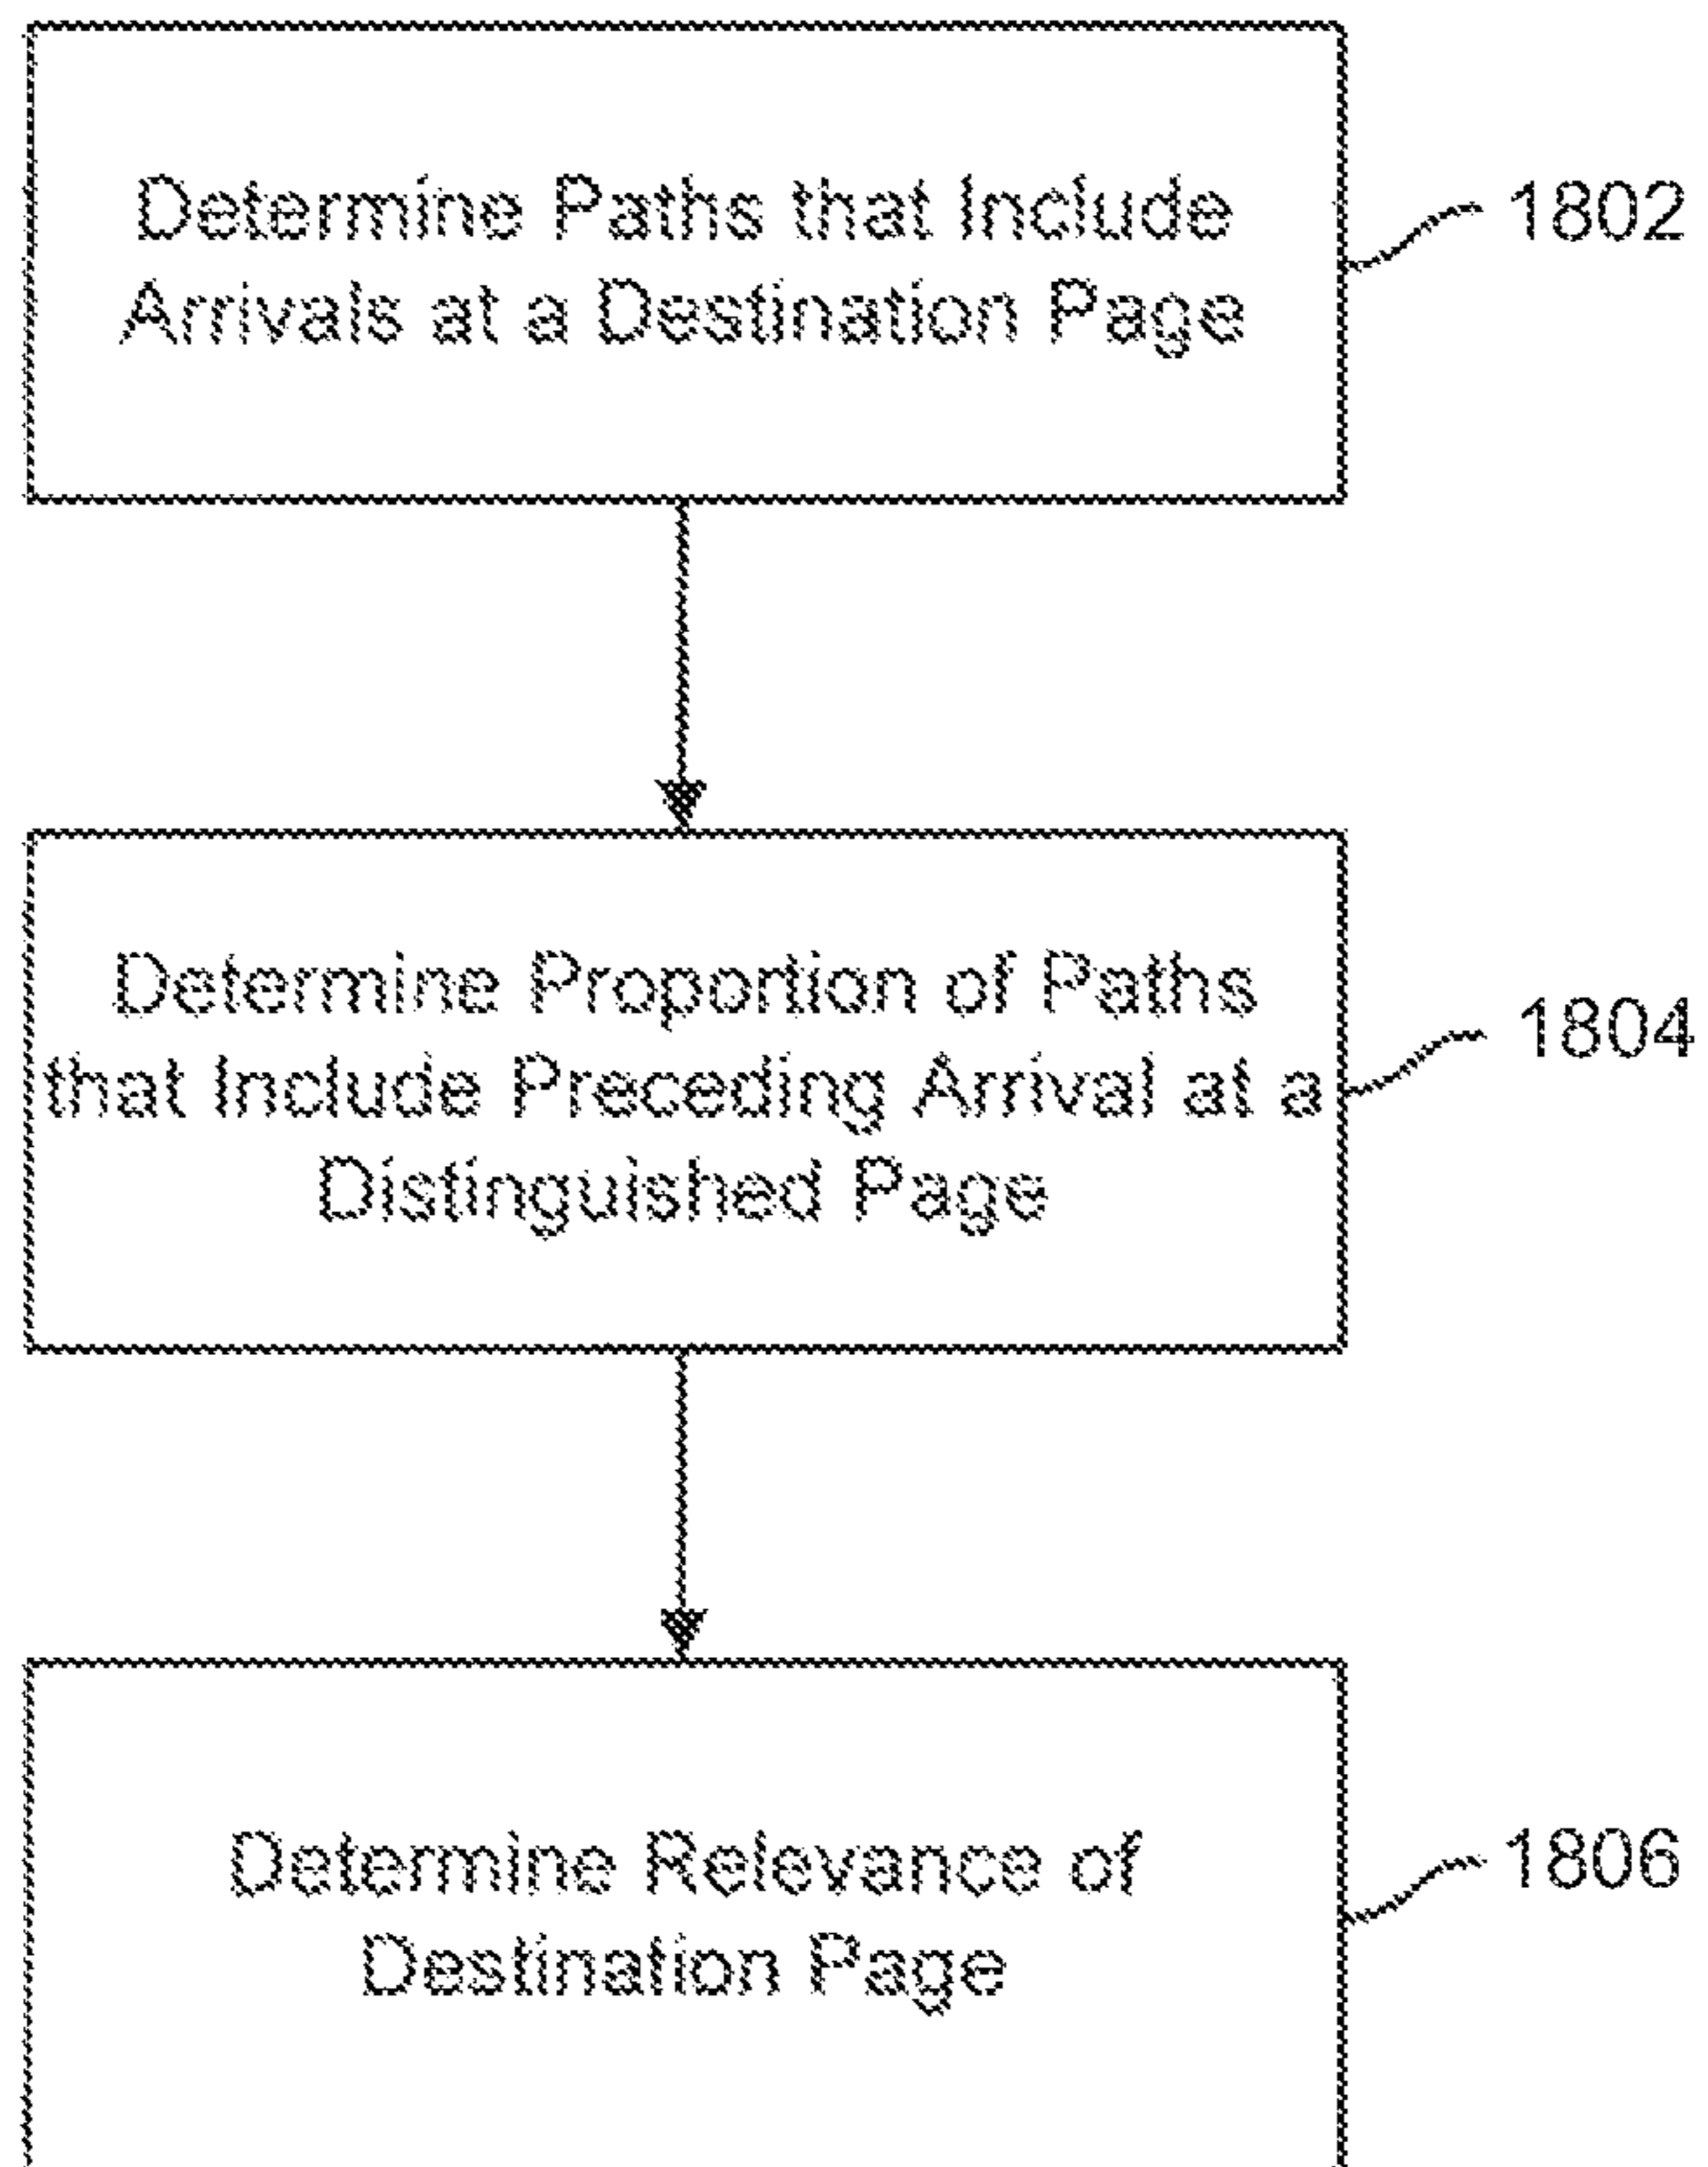 Determine Paths that Include
Arrivals at a Destination Page
1802
Determine Proportion of Paths
that Include Preceding Arrival at a
Distinguished Page
1804
Determine Relevance of
Destination Page
1806